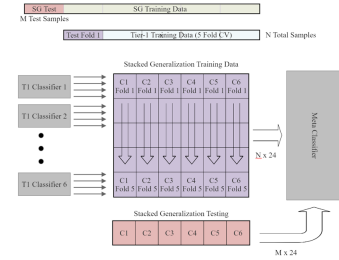 SG Test SG Training Data
M Test Samples
Test Fold 1 Tier-1 Training Data (5 Fold CV) N Total Samples
Stacked Generalization Training Data
T1 Classifier 1
T1 Classifier 2
T1 Classifier 6
C1 C2 C3 C4 C5 C6
Fold 1 Fold 1 Fold 1 Fold 1 Fold 1 Fold 1
C1 C2 C3 C4 C5 C6
Fold 5 Fold 5 Fold 5 Fold 5 Fold 5 Fold 5
N x 24
Meta Classifier
Stacked Generalization Testing
C1 C2 C3 C4 C5 C6
M x 24